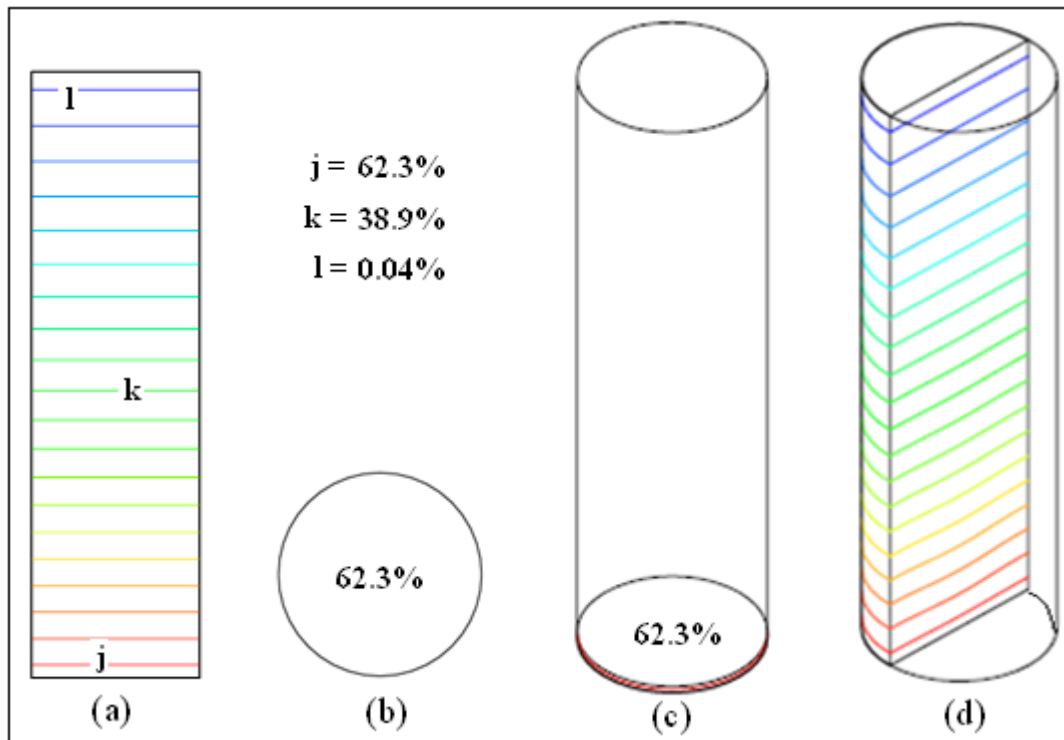 l
j = 62.3%
k = 38.9%
l = 0.04%
k
62.3%
62.3%
j
(a)
(b)
(c)
(d)